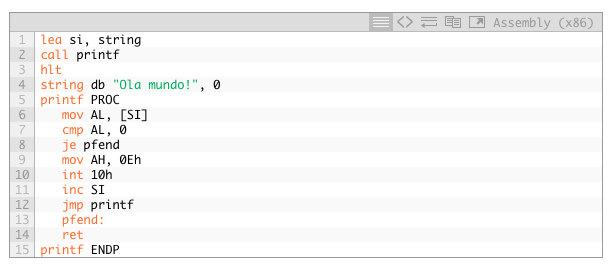 Assembly (x86)
1 lea si, string
2 call printf
3 hlt
4 string db "Ola mundo!", 0
5 printf PROC
6 mov AL, [SI]
7 cmp AL, 0
8 je pfend
9 mov AH, 0Eh
10 int 10h
11 inc SI
12 jmp printf
13 pfend:
14 ret
15 printf ENDP